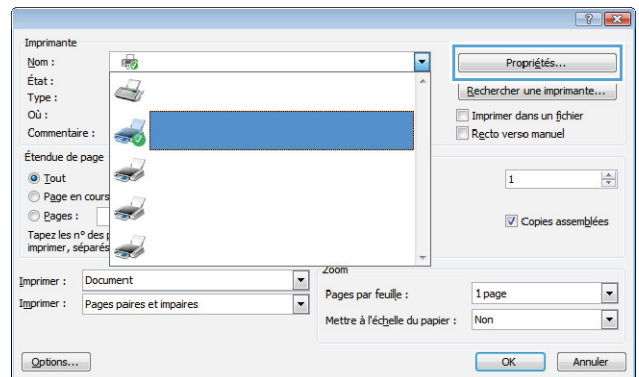 Imprimante
Nom :
Propriétés...
État :
Type :
Rechercher une imprimante...
Où :
Imprimer dans un fichier
Commentaire :
Recto verso manuel
Étendue de page
Tout
1
Page en cours
Pages :
Copies assemblées
Tapez les n° des p
imprimer, séparés
Zoom
Imprimer : Document
Pages par feuille : 1 page
Imprimer : Pages paires et impaires
Mettre à l'échelle du papier : Non
Options...
OK
Annuler